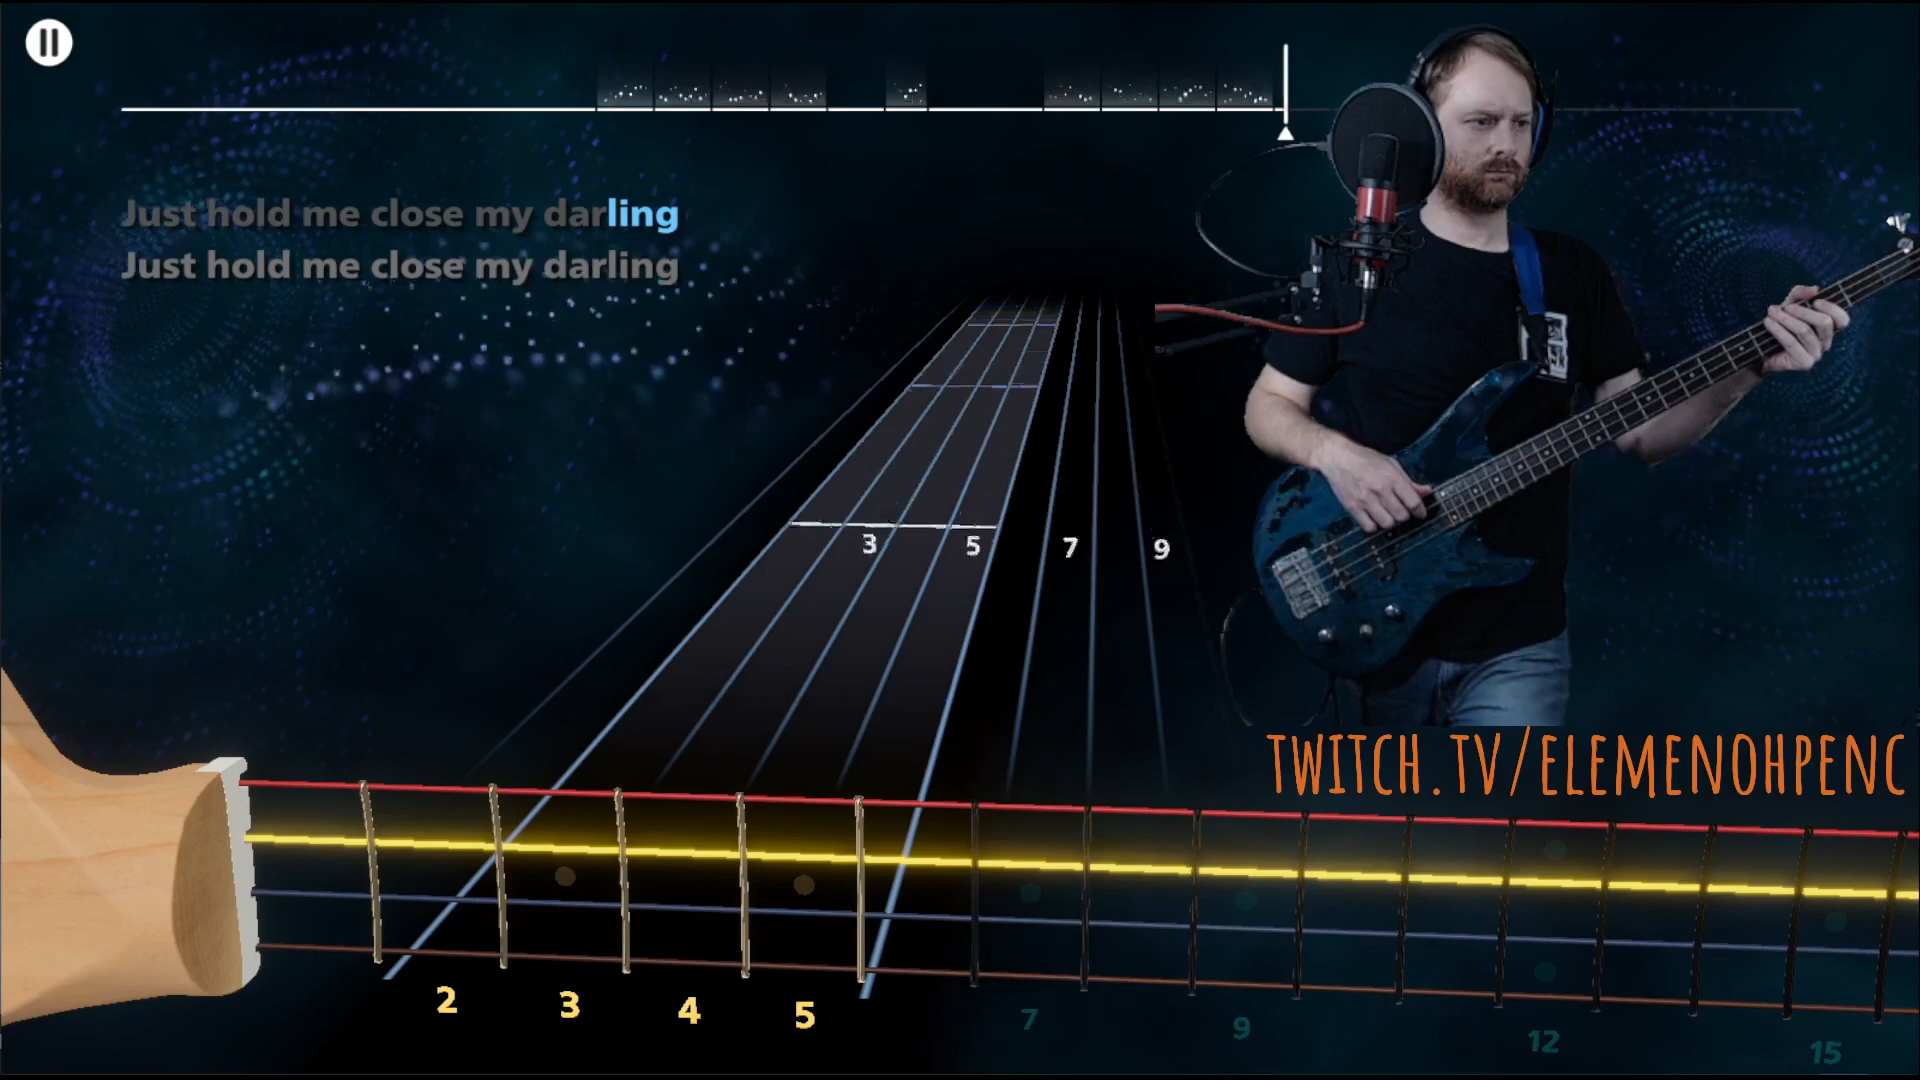 Just hold me close my darling
Just hold me close my darling
3 5 7 9
TWITCH.TV/ELEMENOHPENC
2 3 4 5 7 9 12 15